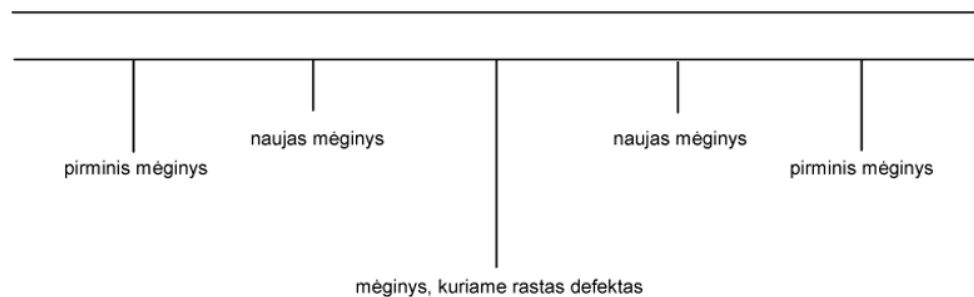 naujas mėginys
naujas mėginys
pirminis mėginys
pirminis mėginys
mėginys, kuriame rastas defektas